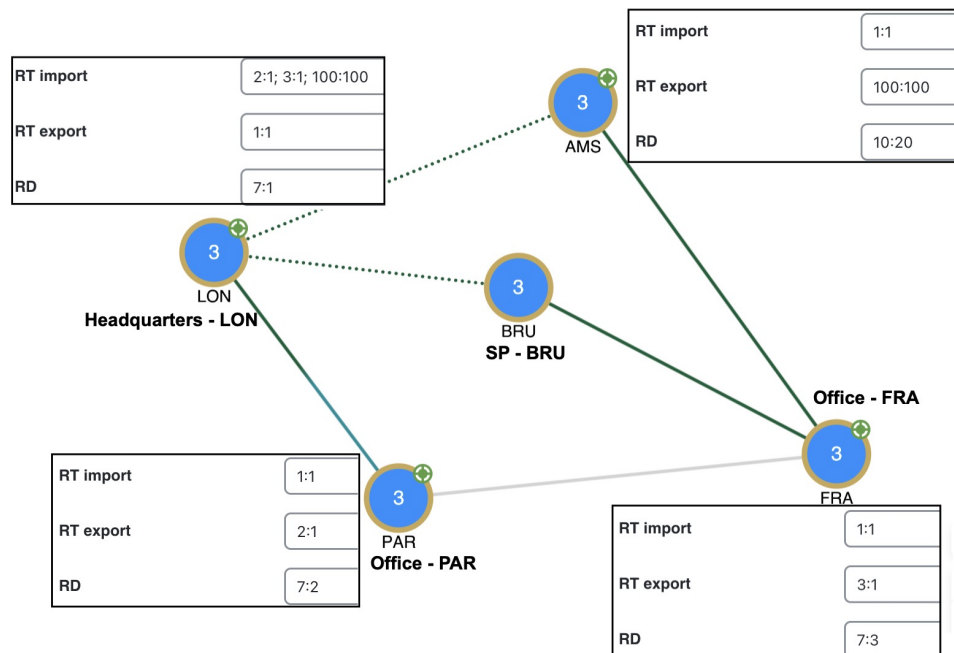 RT import 1:1
RT export 100:100
RD 10:20
RT import 2:1; 3:1; 100:100
RT export 1:1
RD 7:1
3
AMS
3
LON
Headquarters - LON
3
BRU
SP - BRU
Office - FRA
3
FRA
RT import 1:1
RT export 2:1
RD 7:2
3
PAR
Office - PAR
RT import 1:1
RT export 3:1
RD 7:3